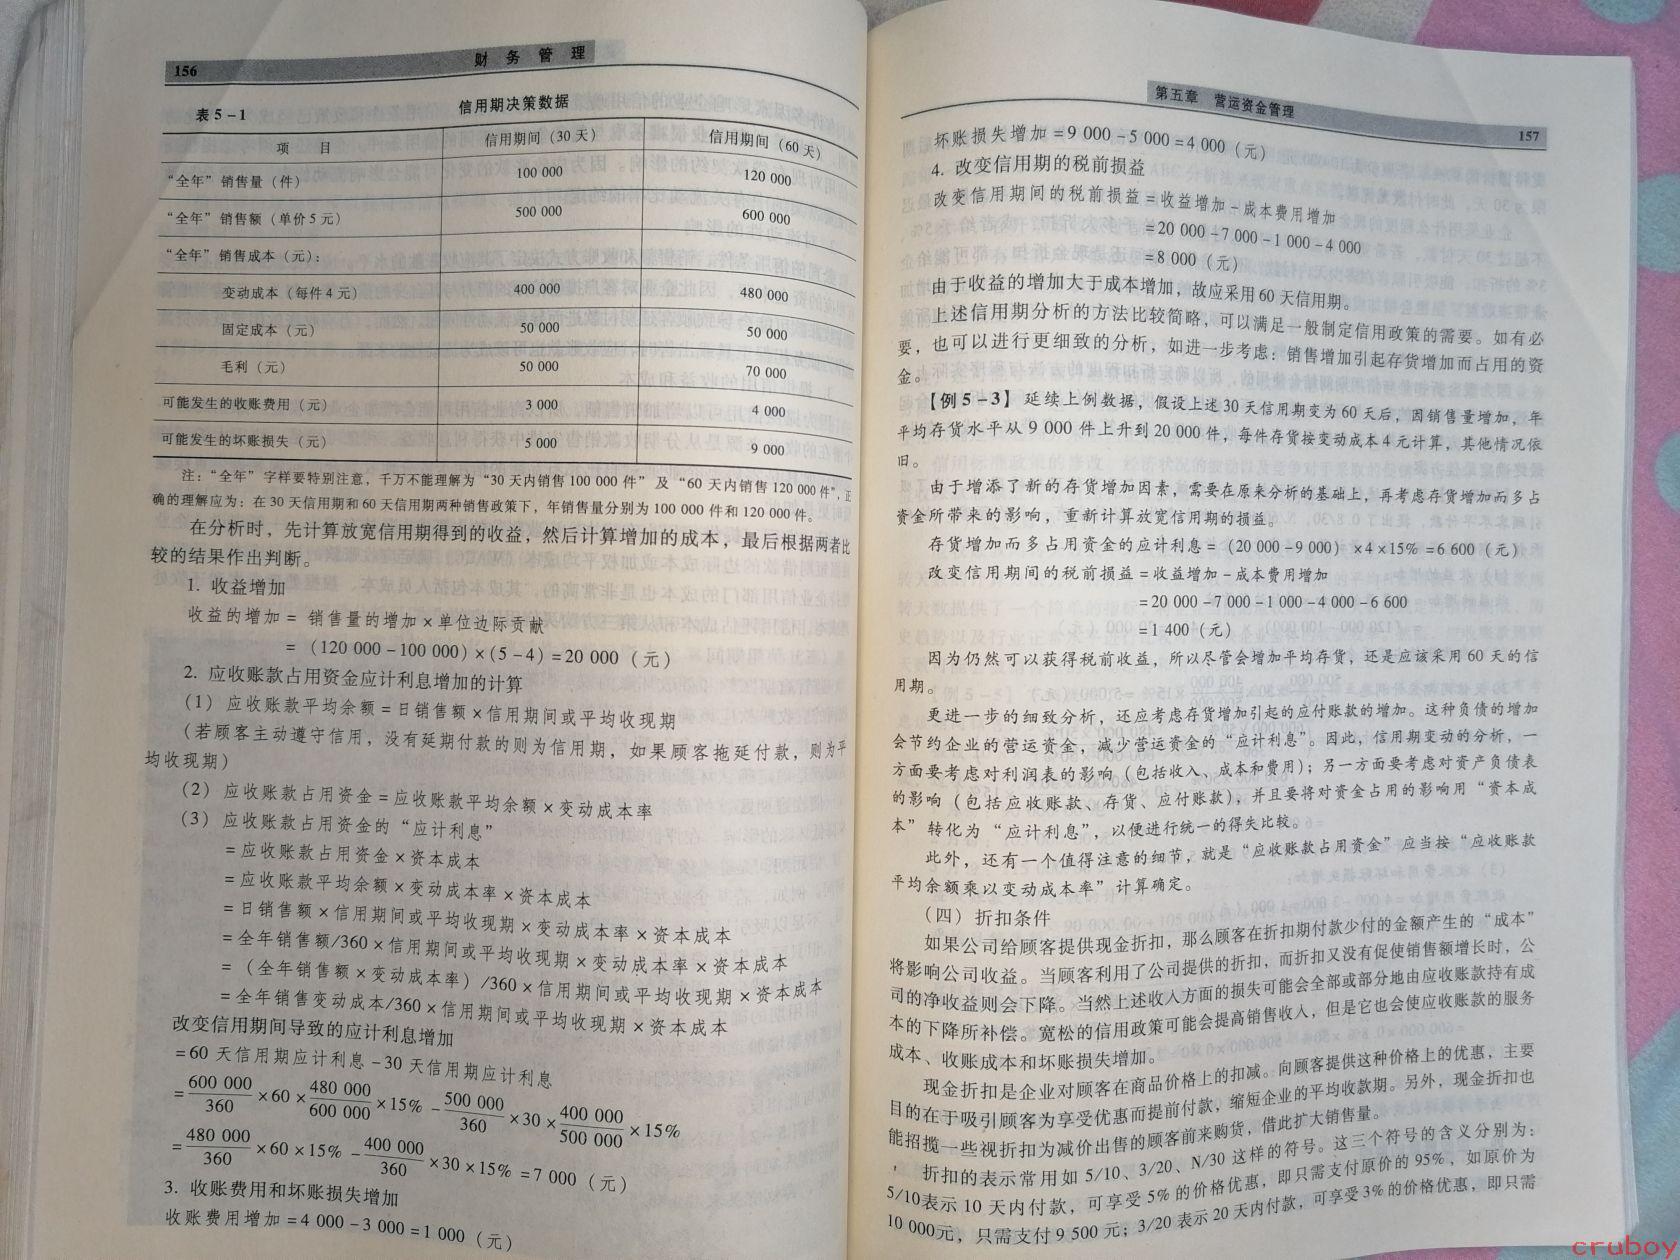 156
财 务 管 理
表 5-1
信用期决策数据
项 目 信用期间（30 天） 信用期间（60 天）
“全年”销售量（件） 100 000 120 000
“全年”销售额（单价 5 元） 500 000 600 000
“全年”销售成本（元）：
变动成本（每件 4 元） 400 000 480 000
固定成本（元） 50 000 50 000
毛利（元） 50 000 70 000
可能发生的收账费用（元） 3 000 4 000
可能发生的坏账损失（元） 5 000 9 000
注：“全年”字样要特别注意，千万不能理解为“30 天内销售 100 000 件”及“60 天内销售 120 000 件”，正
确的理解应为：在 30 天信用期和 60 天信用期两种销售政策下，年销售量分别为 100 000 件和 120 000 件。
在分析时，先计算放宽信用期得到的收益，然后计算增加的成本，最后根据两者比
较的结果作出判断。
1. 收益增加
收益的增加 = 销售量的增加 × 单位边际贡献
=（120 000 - 100 000）×（5 - 4）= 20 000（元）
2. 应收账款占用资金应计利息增加的计算
（1）应收账款平均余额 = 日销售额 × 信用期间或平均收现期
（若顾客主动遵守信用，没有延期付款的则为信用期，如果顾客拖延付款，则为平
均收现期）
（2）应收账款占用资金 = 应收账款平均余额 × 变动成本率
（3）应收账款占用资金的“应计利息”
= 应收账款占用资金 × 资本成本
= 应收账款平均余额 × 变动成本率 × 资本成本
= 日销售额 × 信用期间或平均收现期 × 变动成本率 × 资本成本
= 全年销售额/360 × 信用期间或平均收现期 × 变动成本率 × 资本成本
=（全年销售额 × 变动成本率）/360 × 信用期间或平均收现期 × 资本成本
= 全年销售变动成本/360 × 信用期间或平均收现期 × 资本成本
改变信用期间导致的应计利息增加
= 60 天信用期应计利息 - 30 天信用期应计利息
= 600 000/360 × 60 × 480 000/600 000 × 15% - 500 000/360 × 30 × 400 000/500 000 × 15%
= 480 000/360 × 60 × 15% - 400 000/360 × 30 × 15% = 7 000（元）
3. 收账费用和坏账损失增加
收账费用增加 = 4 000 - 3 000 = 1 000（元）
第五章 营运资金管理
157
坏账损失增加 = 9 000 - 5 000 = 4 000（元）
4. 改变信用期的税前损益
改变信用期间的税前损益 = 收益增加 - 成本费用增加
= 20 000 - 7 000 - 1 000 - 4 000
= 8 000（元）
由于收益的增加大于成本增加，故应采用 60 天信用期。
上述信用期分析的方法比较简略，可以满足一般制定信用政策的需要。如有必
要，也可以进行更细致的分析，如进一步考虑：销售增加引起存货增加而占用的资
金。
【例 5-3】 延续上例数据，假设上述 30 天信用期变为 60 天后，因销售量增加，年
平均存货水平从 9 000 件上升到 20 000 件，每件存货按变动成本 4 元计算，其他情况依
旧。
由于增添了新的存货增加因素，需要在原来分析的基础上，再考虑存货增加而多占
资金所带来的影响，重新计算放宽信用期的损益。
存货增加而多占用资金的应计利息 =（20 000 - 9 000）× 4 × 15% = 6 600（元）
改变信用期间的税前损益 = 收益增加 - 成本费用增加
= 20 000 - 7 000 - 1 000 - 4 000 - 6 600
= 1 400（元）
因为仍然可以获得税前收益，所以尽管会增加平均存货，还是应该采用 60 天的信
用期。
更进一步的细致分析，还应考虑存货增加引起的应付账款的增加。这种负债的增加
会节约企业的营运资金，减少营运资金的“应计利息”。因此，信用期变动的分析，一
方面要考虑对利润表的影响（包括收入、成本和费用）；另一方面要考虑对资产负债表
的影响（包括应收账款、存货、应付账款），并且要将对资金占用的影响用“资本成
本”转化为“应计利息”，以便进行统一的得失比较。
此外，还有一个值得注意的细节，就是“应收账款占用资金”应当按“应收账款
平均余额乘以变动成本率”计算确定。
（四）折扣条件
如果公司给顾客提供现金折扣，那么顾客在折扣期付款少付的金额产生的“成本”
将影响公司收益。当顾客利用了公司提供的折扣，而折扣又没有促使销售额增长时，公
司的净收益则会下降。当然上述收入方面的损失可能会全部或部分地由应收账款持有成
本的下降所补偿。宽松的信用政策可能会提高销售收入，但是它也会使应收账款的服务
成本、收账成本和坏账损失增加。
现金折扣是企业对顾客在商品价格上的扣减。向顾客提供这种价格上的优惠，主要
目的在于吸引顾客为享受优惠而提前付款，缩短企业的平均收款期。另外，现金折扣也
能招揽一些视折扣为减价出售的顾客前来购货，借此扩大销售量。
折扣的表示常用如 5/10、3/20、N/30 这样的符号。这三个符号的含义分别为：
5/10表示 10 天内付款，可享受 5% 的价格优惠，即只需支付原价的 95%，如原价为
10 000元，只需支付 9 500 元；3/20 表示 20 天内付款，可享受 3% 的价格优惠，即只需
cruboy